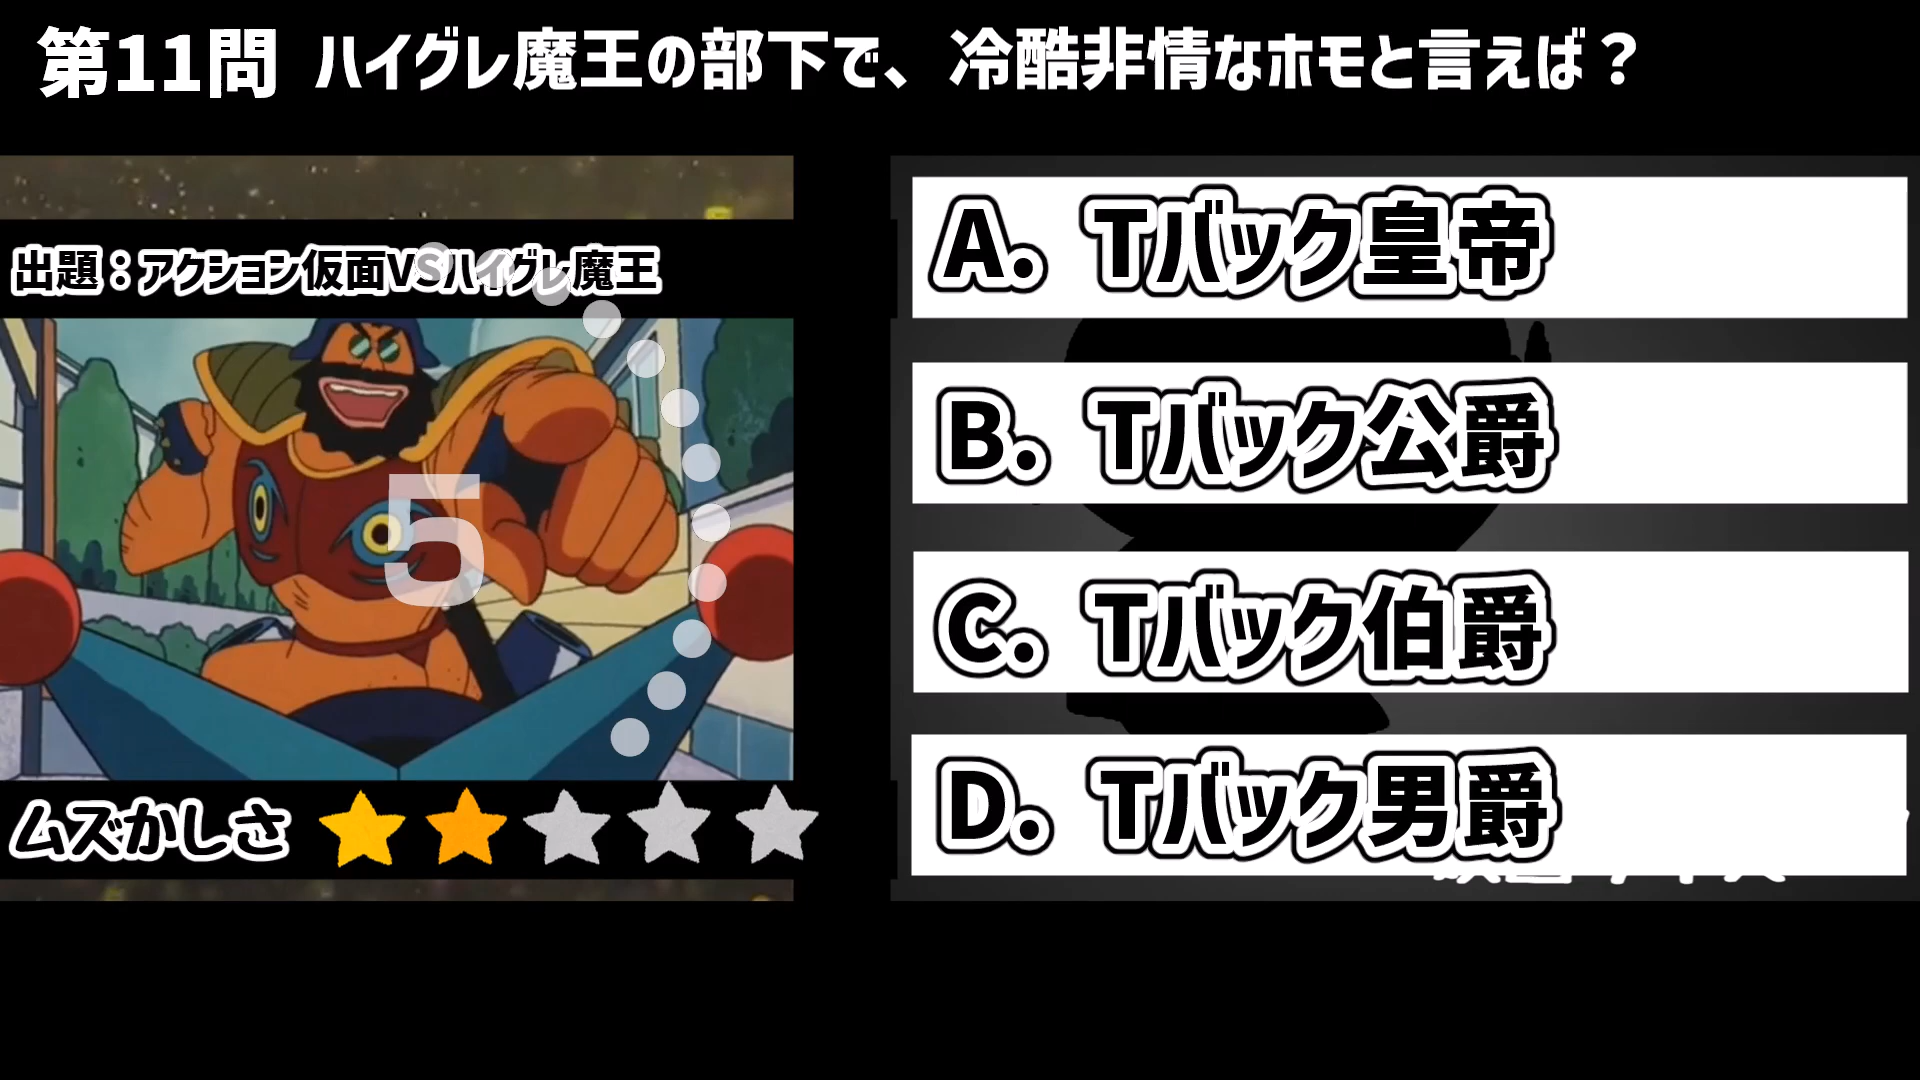 第11問 ハイグレ魔王の部下で、冷酷非情なホモと言えば？
出題：アクション仮面VSハイグレ魔王
5
ムズかしさ
A. Tバック皇帝
B. Tバック公爵
C. Tバック伯爵
D. Tバック男爵